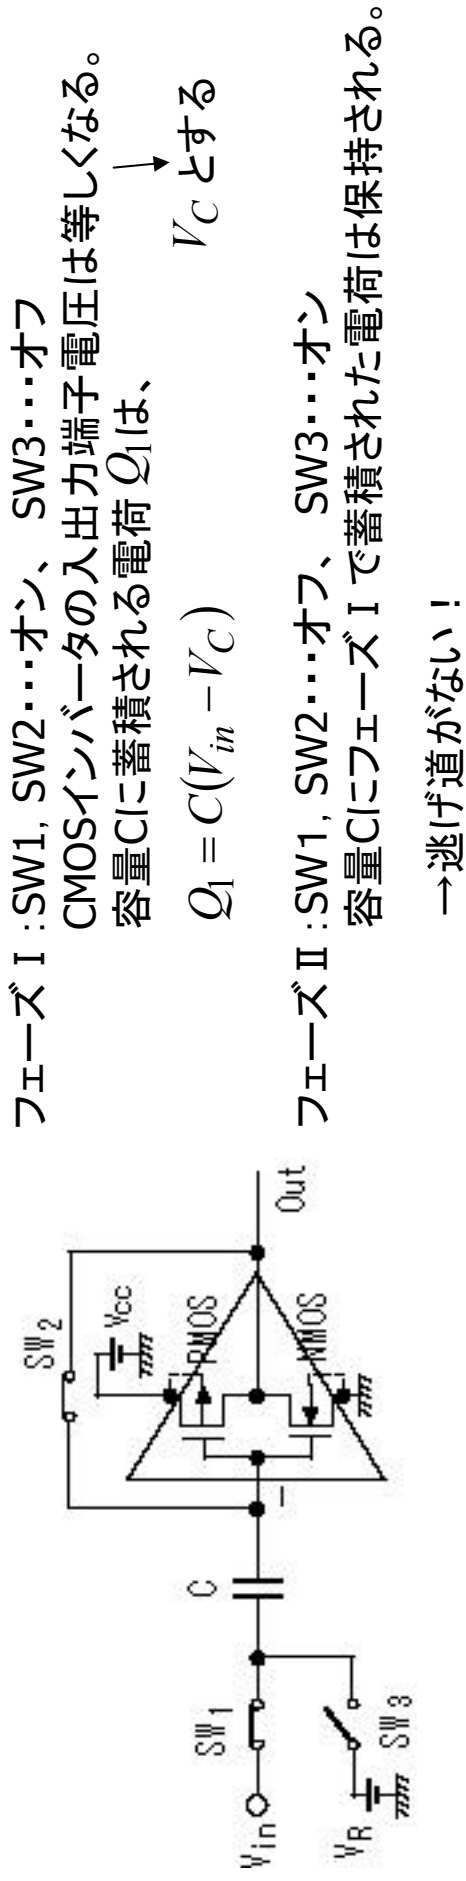 フェーズⅠ:SW1, SW2・・・オン、 SW3・・・オフ
CMOSインバータの入出力端子電圧は等しくなる。
容量Cに蓄積される電荷 Q1は、
VC とする
Q1 = C(Vin − VC)
フェーズⅡ:SW1, SW2・・・オフ、 SW3・・・オン
容量CにフェーズⅠで蓄積された電荷は保持される。
→逃げ道がない!
SW2
Vcc
PMOS
NMOS
Out
−
C
SW1
Vin
SW3
VR